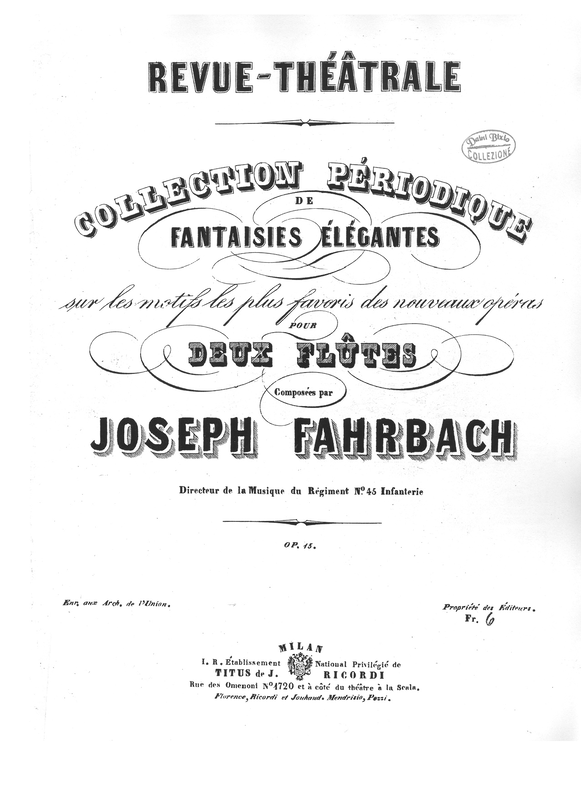 REVUE-THÉÂTRALE
Daini Bixio
COLLEZIONE
COLLECTION PÉRIODIQUE
DE
FANTAISIES ÉLÉGANTES
sur les motifs les plus favoris des nouveaux opéras
POUR
DEUX FLÛTES
Composées par
JOSEPH FAHRBACH
Directeur de la Musique du Régiment No. 45 Infanterie
OP. 15.
Enr. aux Arch. de l'Union.
Propriété des Éditeurs.
Fr. 6
MILAN
I. R. Établissement National Privilégié de
TITUS de J. RICORDI
Rue des Omenoni No. 1720 et à côté du théâtre à la Scala.
Florence, Ricordi et Jouhaud. Mendrisio, Pozzi.